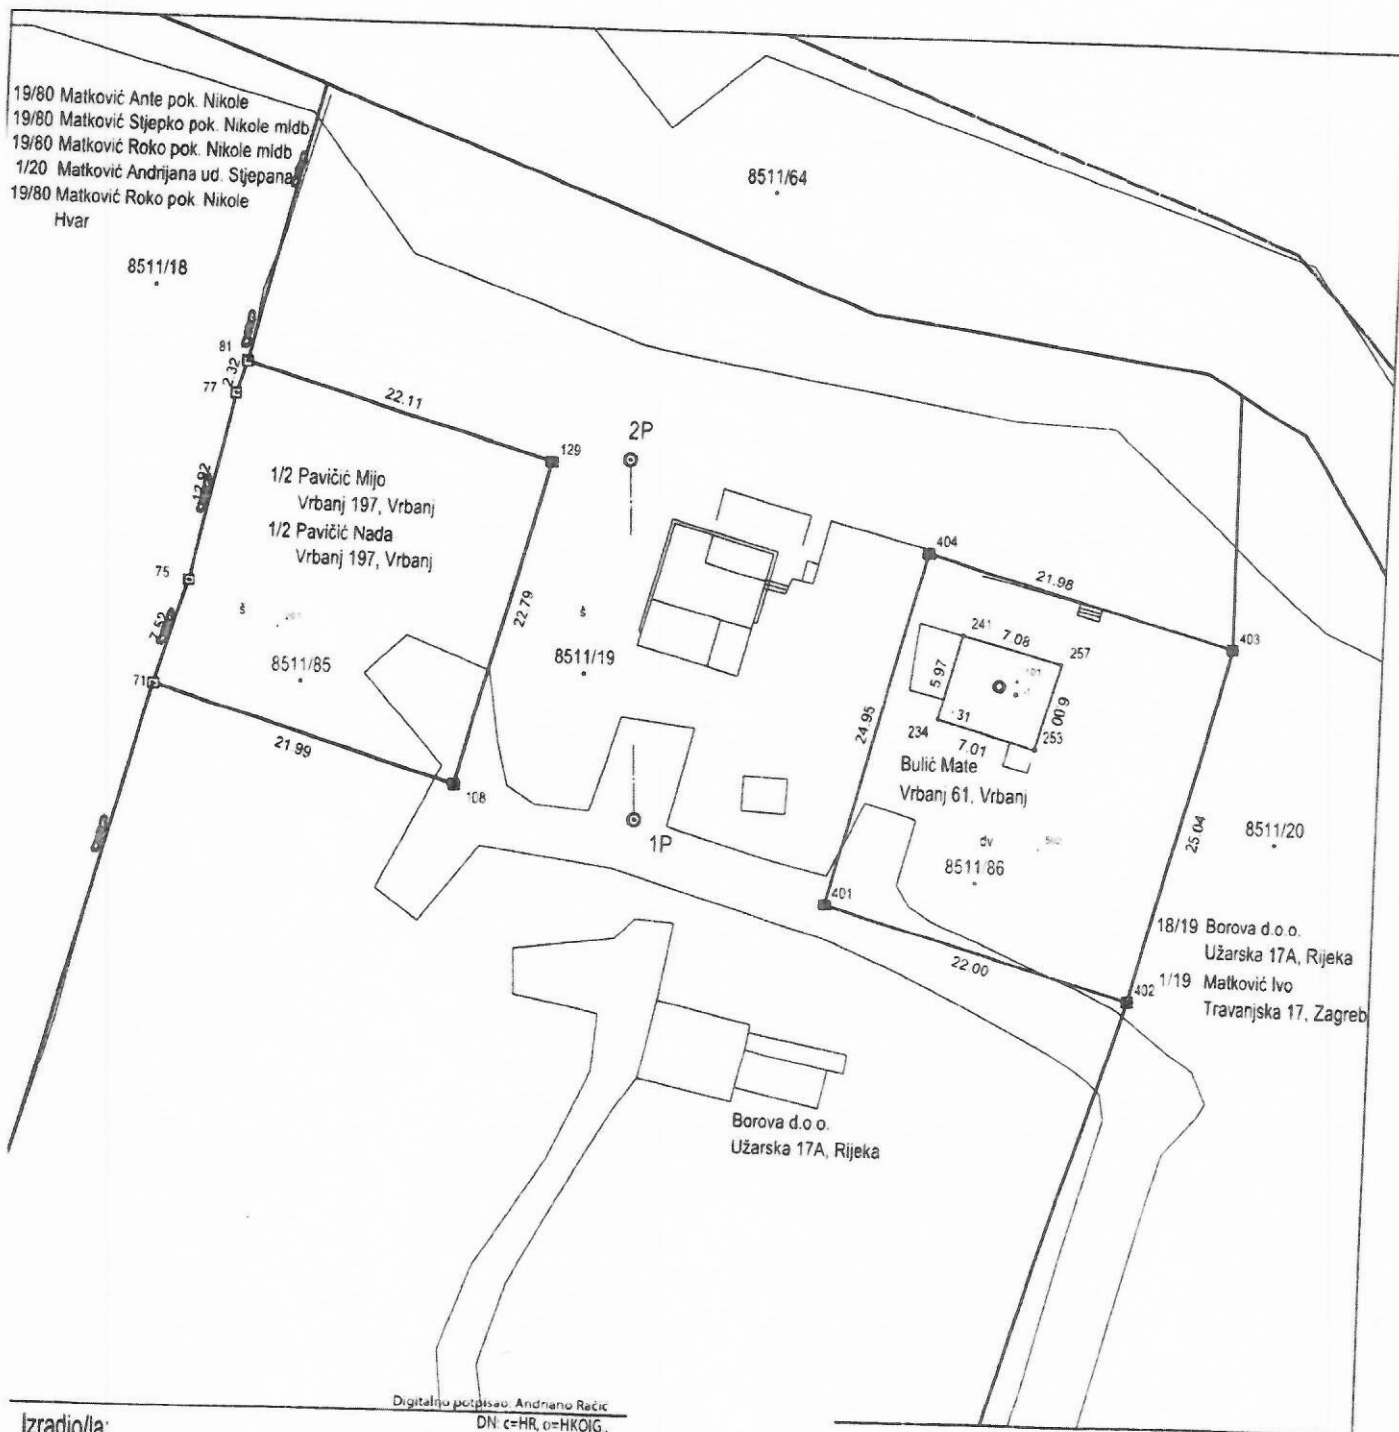 19/80 Matković Ante pok. Nikole
19/80 Matković Stjepko pok. Nikole mldb
19/80 Matković Roko pok. Nikole mldb
1/20 Matković Andrijana ud. Stjepana
19/80 Matković Roko pok. Nikole
Hvar
8511/64
8511/18
81
2.32
77
22.11
129
2P
1/2 Pavičić Mijo
Vrbanj 197, Vrbanj
1/2 Pavičić Nada
Vrbanj 197, Vrbanj
12.92
75
7.52
71
š
8511/85
22.79
š
8511/19
21.99
108
1P
404
21.98
403
241
7.08
257
5.97
6.00
234
7.01
253
24.95
Bulić Mate
Vrbanj 61, Vrbanj
dv
8511/86
25.04
8511/20
401
22.00
402
18/19 Borova d.o.o.
Užarska 17A, Rijeka
1/19 Matković Ivo
Travanjska 17, Zagreb
Borova d.o.o.
Užarska 17A, Rijeka
Digitalno potpisao: Andriano Račić
DN: c=HR, o=HKOIG,
Izradio/la: